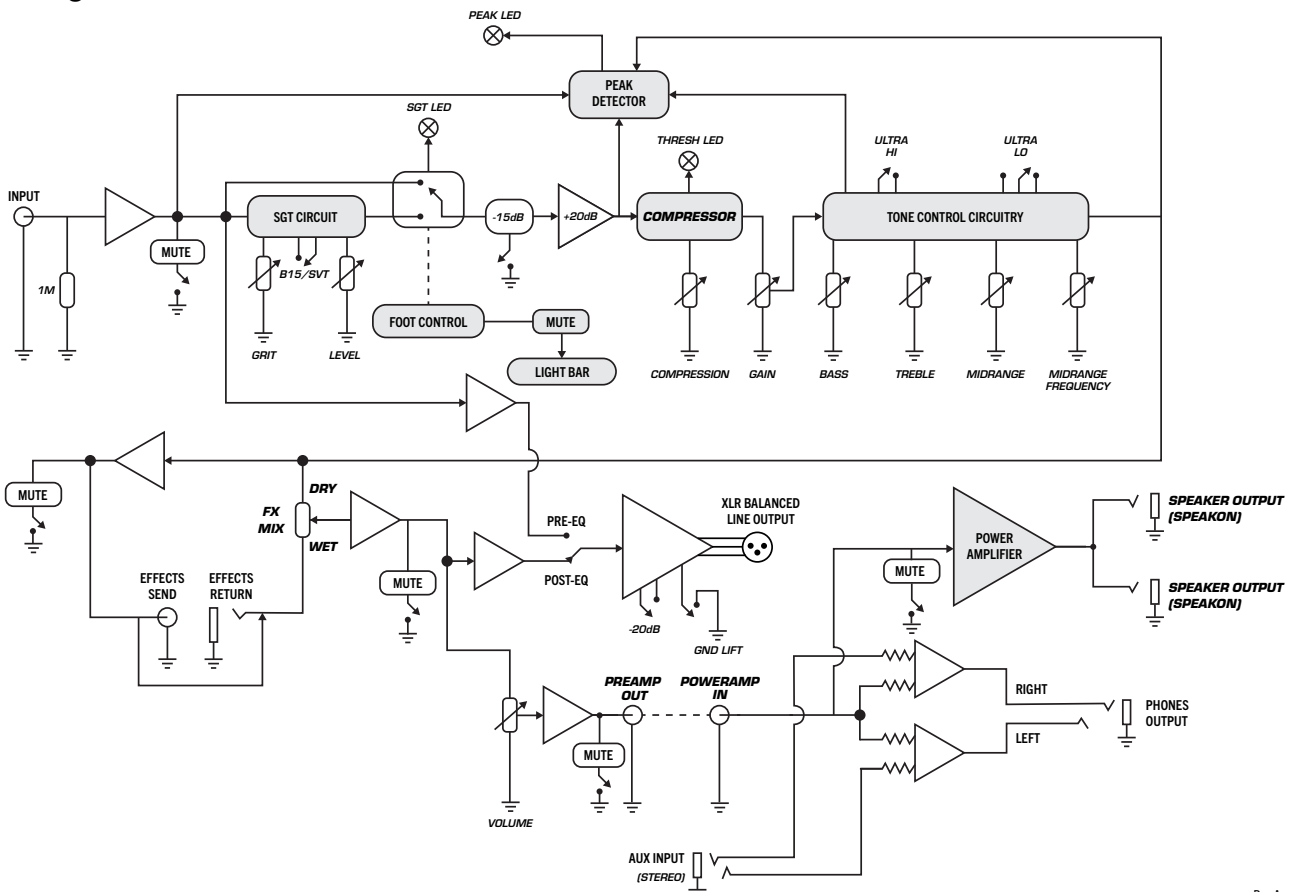 PEAK LED
PEAK
DETECTOR
SGT LED
THRESH LED
ULTRA
HI
ULTRA
LO
INPUT
SGT CIRCUIT
-15dB
+20dB
COMPRESSOR
TONE CONTROL CIRCUITRY
MUTE
B15/SVT
1M
FOOT CONTROL
MUTE
GRIT
LEVEL
LIGHT BAR
COMPRESSION
GAIN
BASS
TREBLE
MIDRANGE
MIDRANGE
FREQUENCY
MUTE
DRY
FX
MIX
WET
PRE-EQ
POST-EQ
XLR BALANCED
LINE OUTPUT
POWER
AMPLIFIER
SPEAKER OUTPUT
(SPEAKON)
SPEAKER OUTPUT
(SPEAKON)
EFFECTS
SEND
EFFECTS
RETURN
MUTE
MUTE
-20dB
GND LIFT
PREAMP
OUT
POWERAMP
IN
RIGHT
LEFT
PHONES
OUTPUT
MUTE
VOLUME
AUX INPUT
(STEREO)